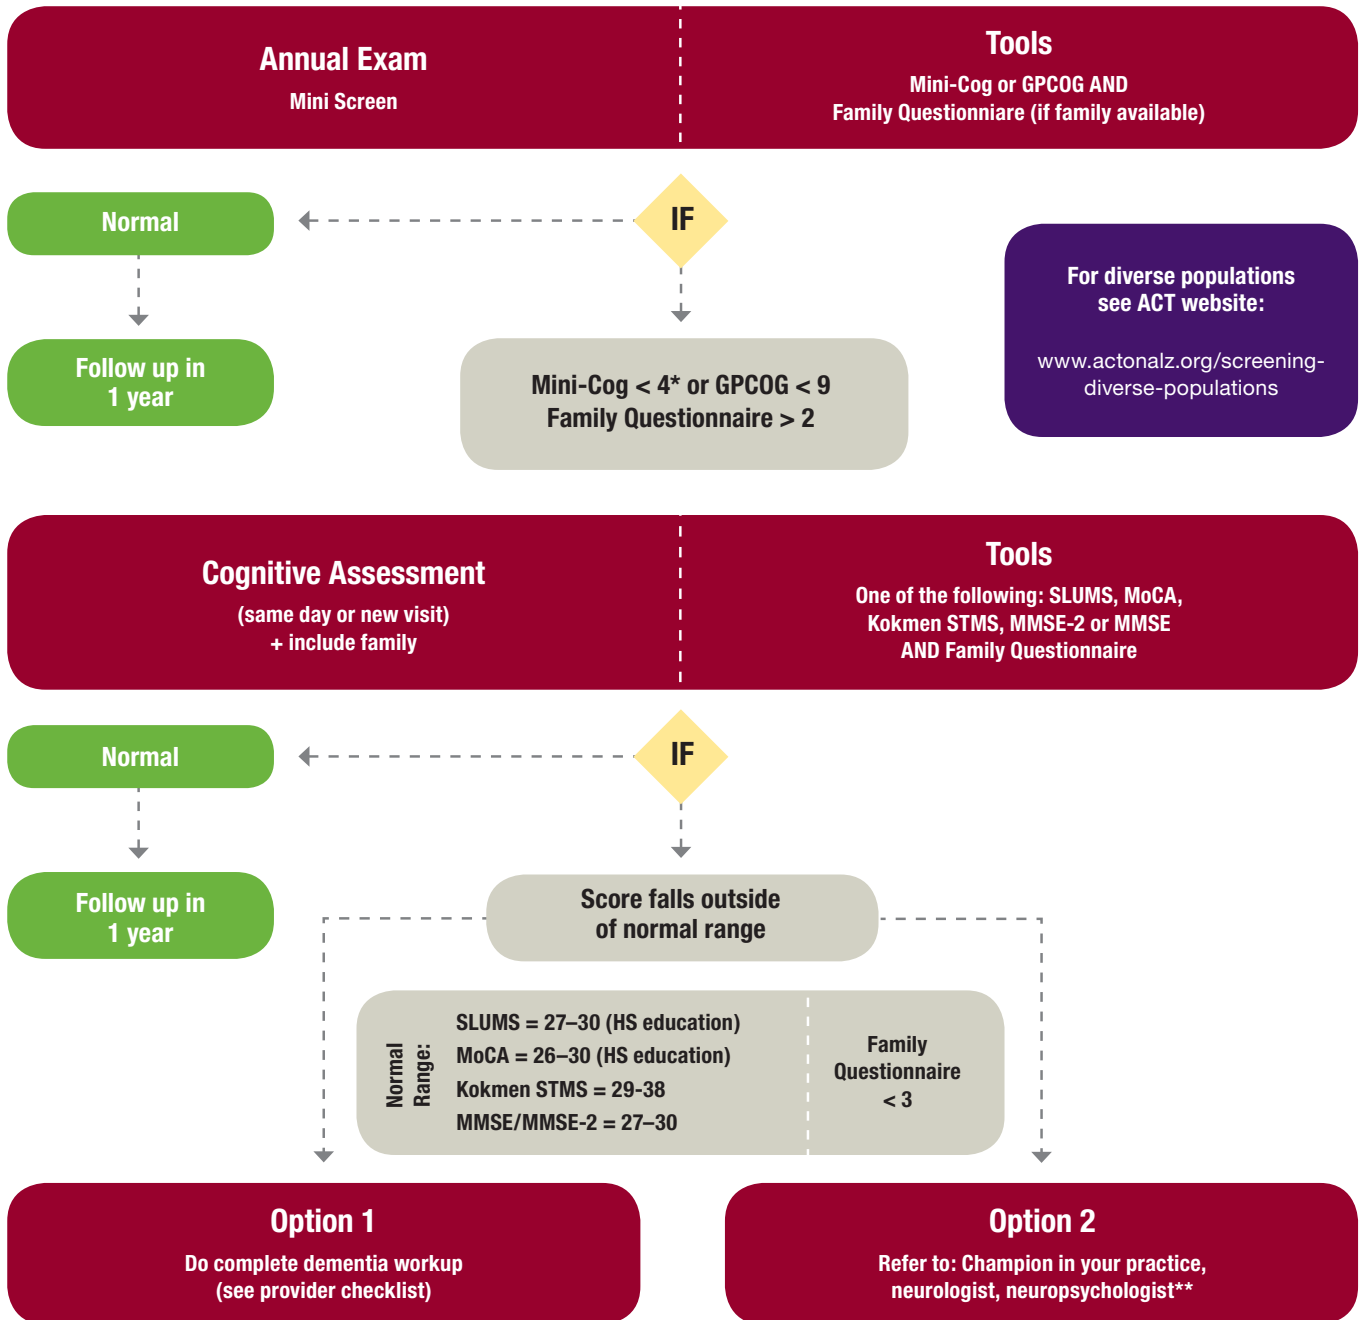 Annual Exam
Mini Screen
Tools
Mini-Cog or GPCOG AND
Family Questionniare (if family available)
IF
Normal
Follow up in
1 year
Mini-Cog < 4* or GPCOG < 9
Family Questionnaire > 2
For diverse populations
see ACT website:
www.actonalz.org/screening-
diverse-populations
Cognitive Assessment
(same day or new visit)
+ include family
Tools
One of the following: SLUMS, MoCA,
Kokmen STMS, MMSE-2 or MMSE
AND Family Questionnaire
IF
Normal
Follow up in
1 year
Score falls outside
of normal range
Normal
Range:
SLUMS = 27–30 (HS education)
MoCA = 26–30 (HS education)
Kokmen STMS = 29-38
MMSE/MMSE-2 = 27–30
Family
Questionnaire
< 3
Option 1
Do complete dementia workup
(see provider checklist)
Option 2
Refer to: Champion in your practice,
neurologist, neuropsychologist**